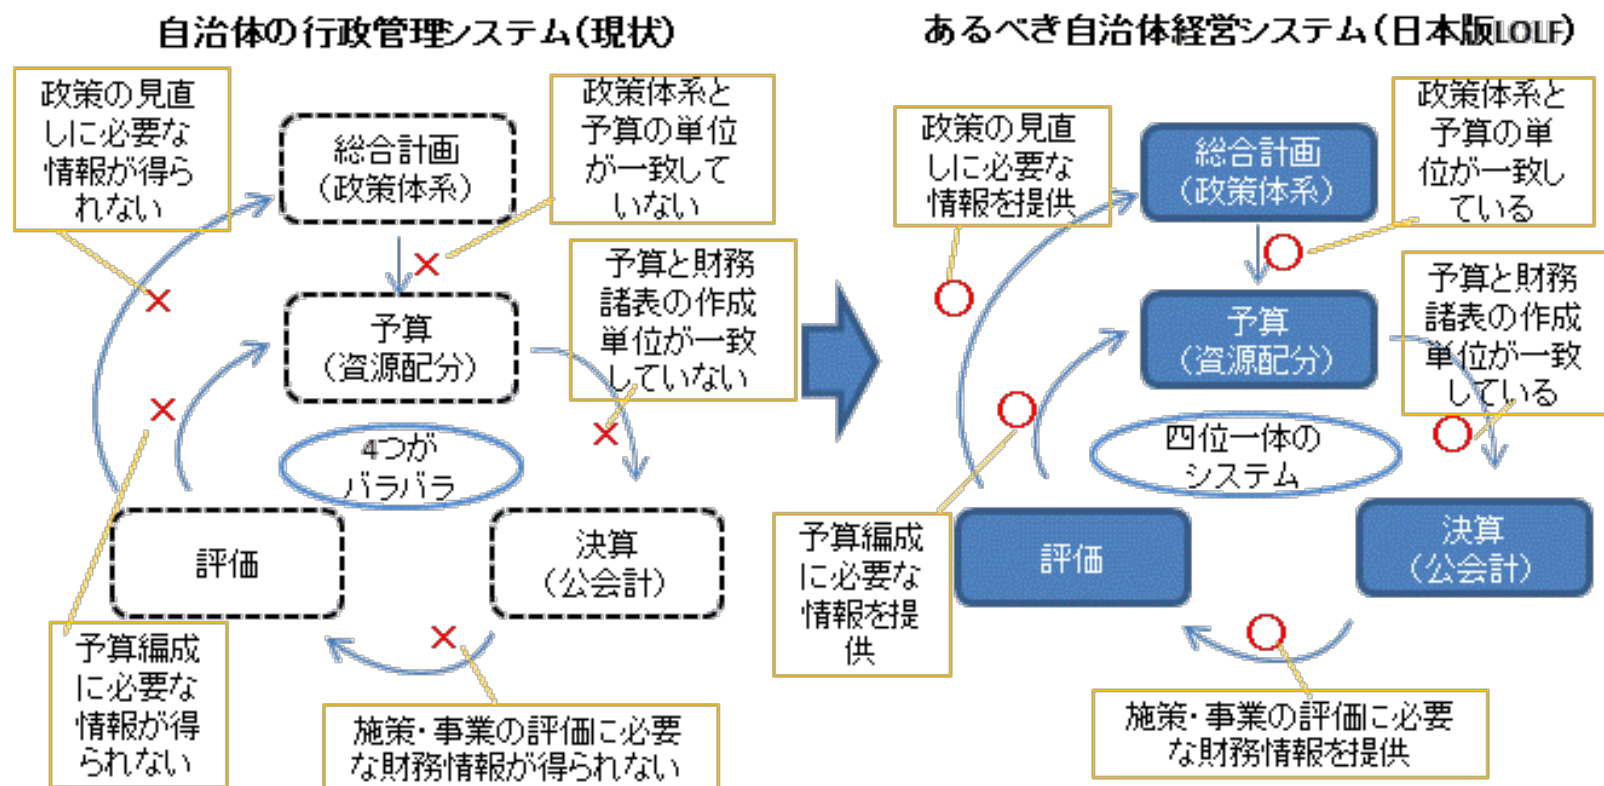 自治体の行政管理システム(現状)
政策の見直
しに必要な
情報が得ら
れない
政策体系と
予算の単位
が一致して
いない
総合計画
(政策体系)
予算と財務
諸表の作成
単位が一致
していない
予算
(資源配分)
4つが
バラバラ
評価
決算
(公会計)
予算編成
に必要な
情報が得
られない
施策・事業の評価に必要
な財務情報が得られない
あるべき自治体経営システム(日本版LOLF)
政策の見直
しに必要な
情報を提供
政策体系と
予算の単
位が一致し
ている
総合計画
(政策体系)
予算と財務
諸表の作成
単位が一致
している
予算
(資源配分)
四位一体の
システム
予算編成
に必要な
情報を提
供
評価
決算
(公会計)
施策・事業の評価に必要
な財務情報を提供